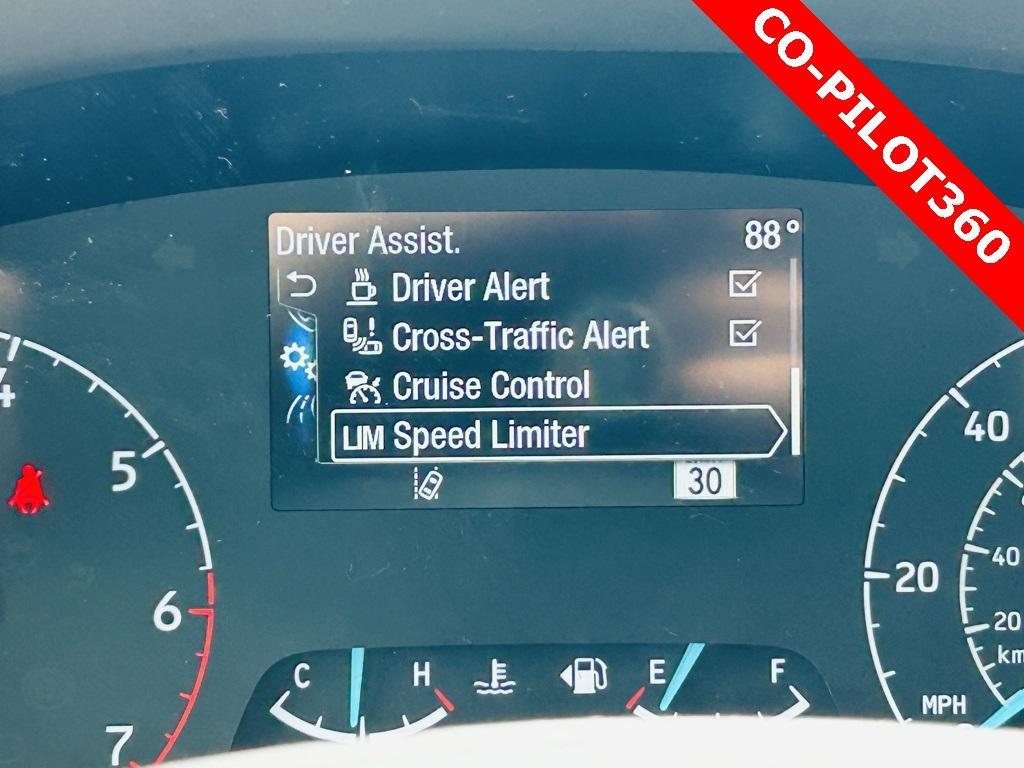 CO-PILOT360
Driver Assist. 88°
Driver Alert
Cross-Traffic Alert
Cruise Control
LIM Speed Limiter
30
4
5
6
7
C H
E F
40
20
MPH
40
20
km